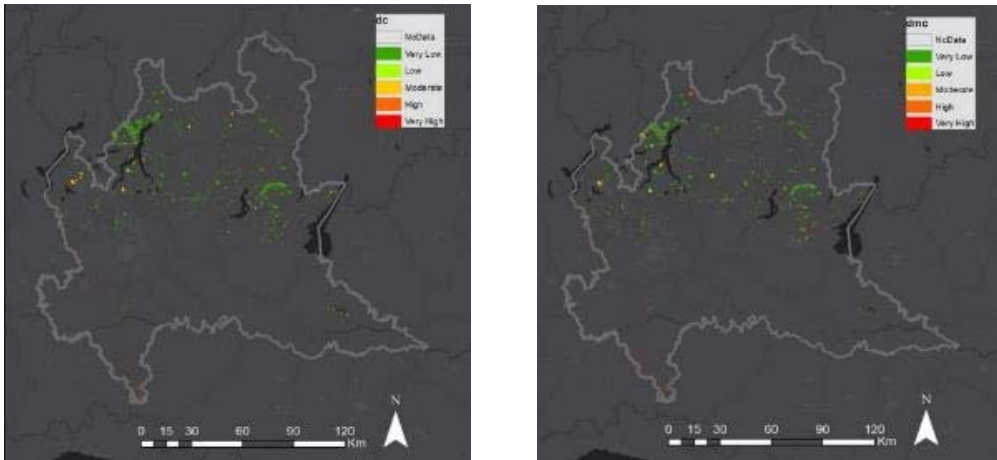 dc
NoData
Very Low
Low
Moderate
High
Very High
N
0 15 30 60 90 120
Km
dmc
NoData
Very Low
Low
Moderate
High
Very High
N
0 15 30 60 90 120
Km